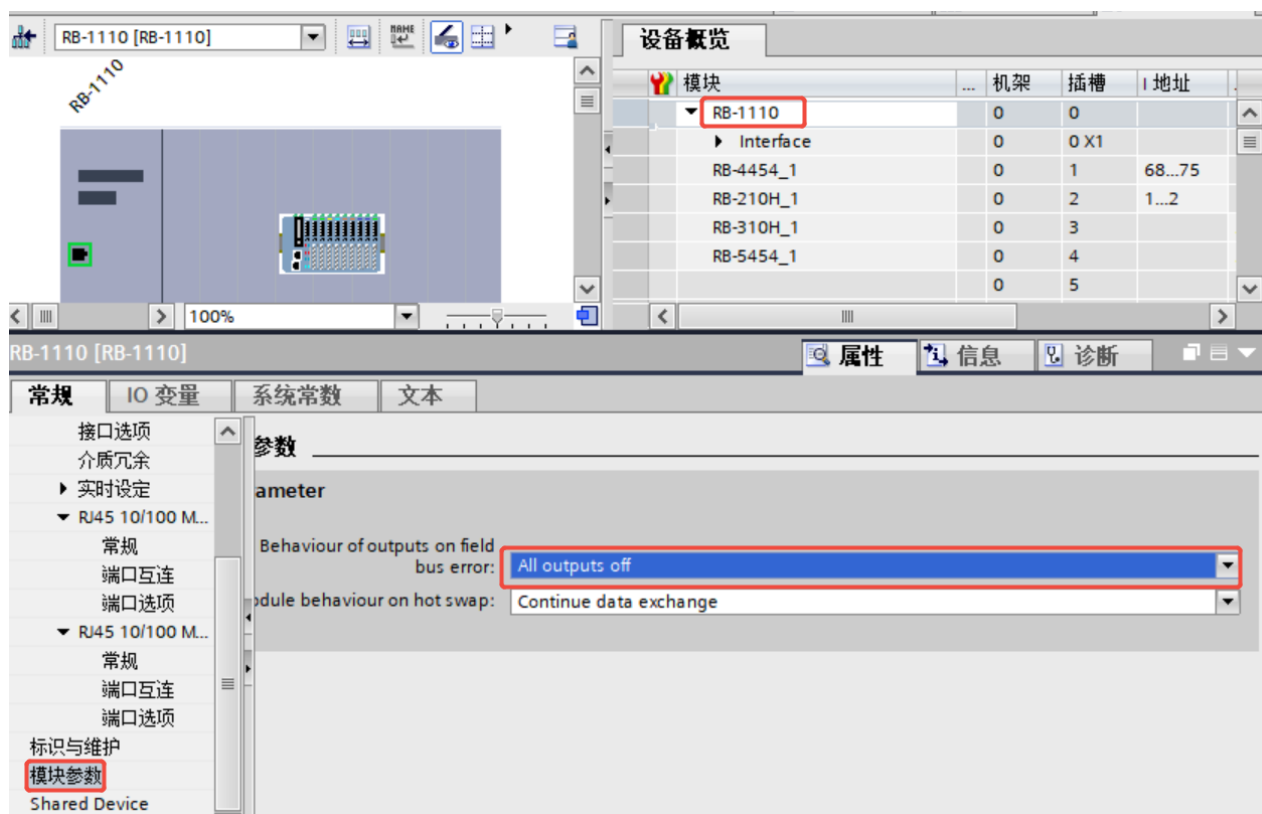 RB-1110 [RB-1110]
NAME
设备概览
RB-1110
模块 ... 机架 插槽 I 地址
RB-1110 0 0
Interface 0 0 X1
RB-4454_1 0 1 68...75
RB-210H_1 0 2 1...2
RB-310H_1 0 3
RB-5454_1 0 4
0 5
100%
RB-1110 [RB-1110]
属性 信息 诊断
常规 IO 变量 系统常数 文本
接口选项
介质冗余
实时设定
RJ45 10/100 M...
常规
端口互连
端口选项
RJ45 10/100 M...
常规
端口互连
端口选项
标识与维护
模块参数
Shared Device
参数
ameter
Behaviour of outputs on field
bus error: All outputs off
odule behaviour on hot swap: Continue data exchange